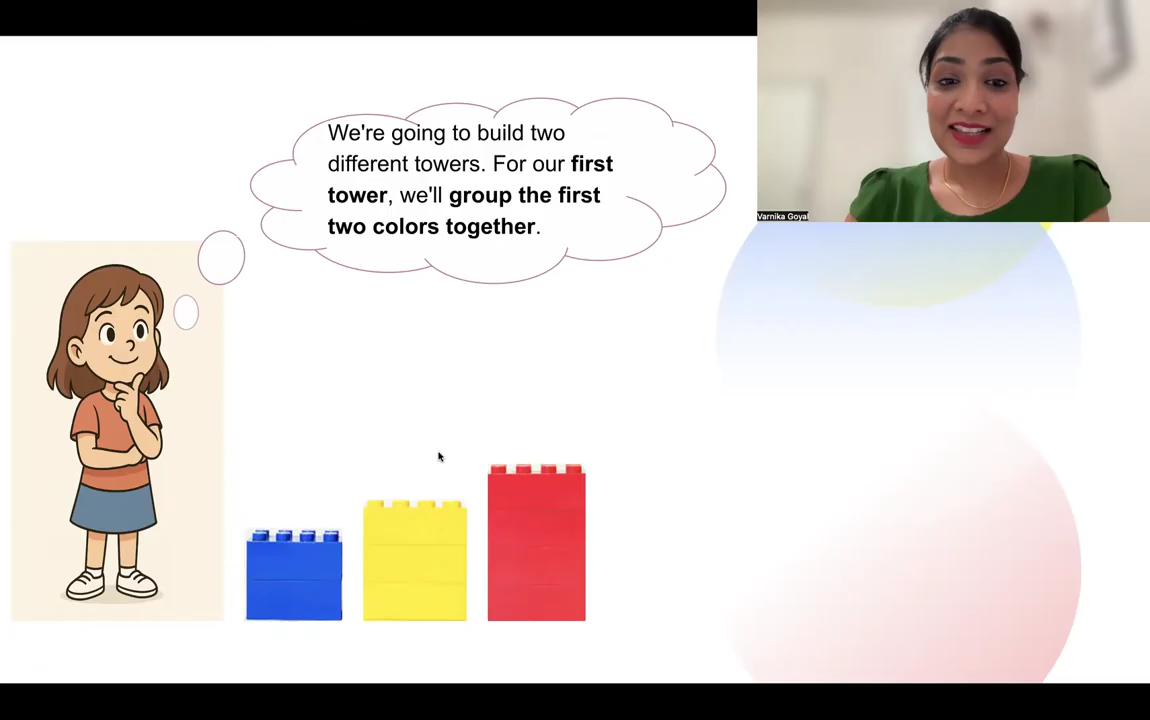 We're going to build two
different towers. For our first
tower, we'll group the first
two colors together.
Varnika Goyal